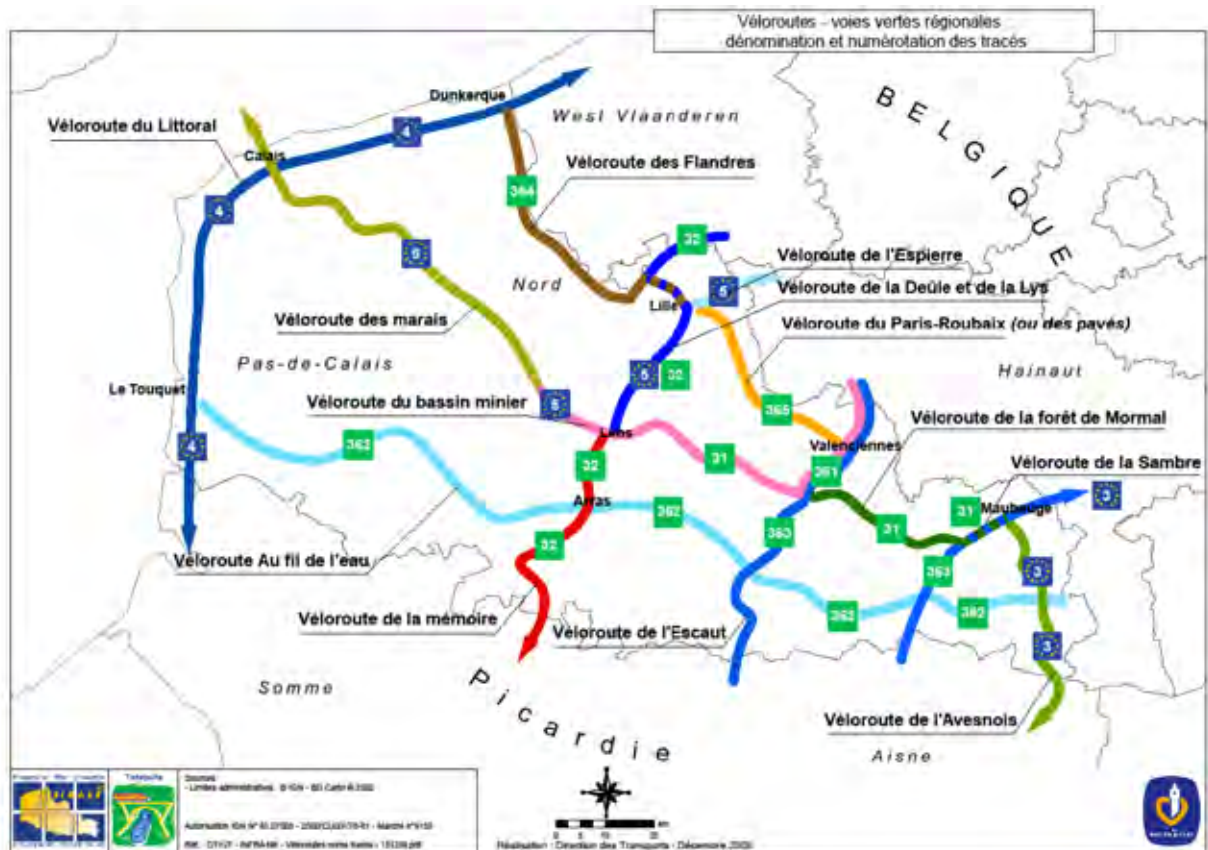 Véloroutes - voies vertes régionales
dénomination et numérotation des tracés
BELGIQUE
Dunkerque
West Vlaanderen
Véloroute du Littoral
4
Calais
Véloroute des Flandres
364
4
32
Véloroute de l'Espierre
5
Nord
Véloroute de la Deûle et de la Lys
Lille
Véloroute des marais
Véloroute du Paris-Roubaix (ou des pavés)
Pas-de-Calais
Hainaut
5
32
Le Touquet
Véloroute du bassin minier
5
365
Véloroute de la forêt de Mormal
Lens
4
362
Valenciennes
31
361
Véloroute de la Sambre
32
3
Arras
362
31
Maubeuge
363
31
32
Véloroute Au fil de l'eau
363
3
362
362
Véloroute de la mémoire
Véloroute de l'Escaut
3
Somme
Picardie
Véloroute de l'Avesnois
Aisne
Réalisation : Direction des Transports - Décembre